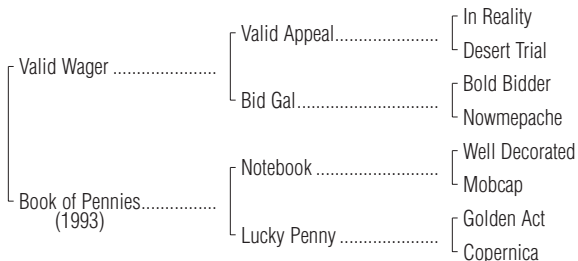 In Reality
Valid Appeal......................
Desert Trial
Valid Wager ......................
Bold Bidder
Bid Gal..............................
Nowmepache
Well Decorated
Notebook ..........................
Mobcap
Book of Pennies................
(1993)
Golden Act
Lucky Penny .....................
Copernica